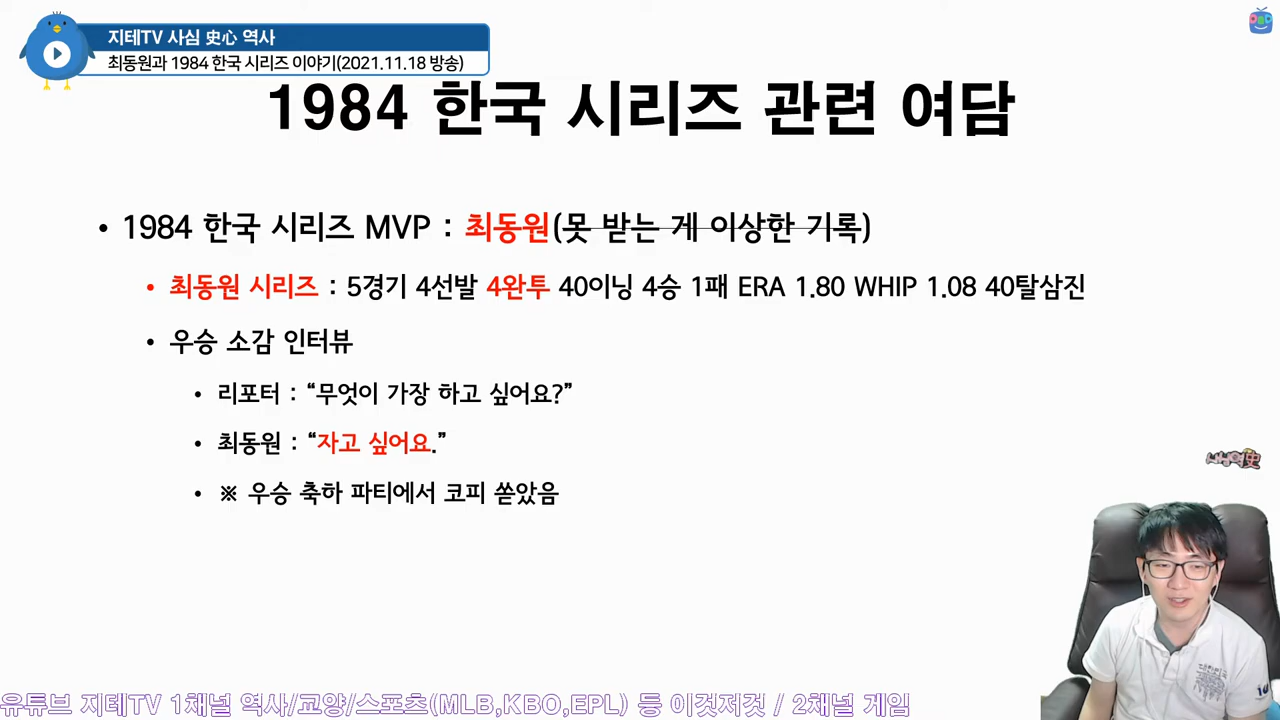 지테TV 사심 史心 역사
최동원과 1984 한국 시리즈 이야기(2021.11.18 방송)
1984 한국 시리즈 관련 여담
• 1984 한국 시리즈 MVP : 최동원(못 받는 게 이상한 기록)
• 최동원 시리즈 : 5경기 4선발 4완투 40이닝 4승 1패 ERA 1.80 WHIP 1.08 40탈삼진
• 우승 소감 인터뷰
• 리포터 : “무엇이 가장 하고 싶어요?”
• 최동원 : “자고 싶어요.”
• ※ 우승 축하 파티에서 코피 쏟았음
사심역史
유튜브 지테TV 1채널 역사/교양/스포츠(MLB,KBO,EPL) 등 이것저것 / 2채널 게임